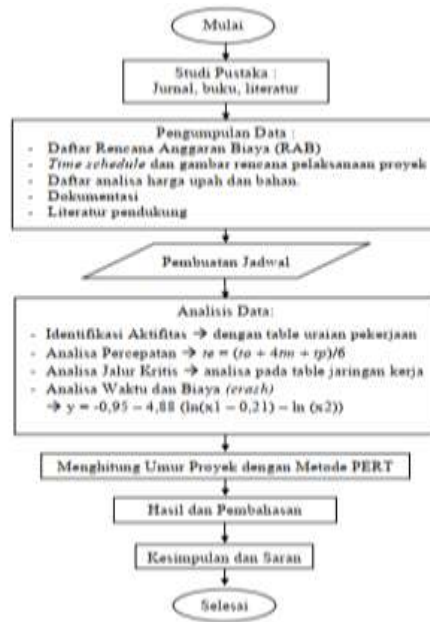 Mulai
Studi Pustaka :
Jurnal, buku, literatur
Pengumpulan Data :
- Daftar Rencana Anggaran Biaya (RAB)
- Time schedule dan gambar rencana pelaksanaan proyek
- Daftar analisa harga upah dan bahan.
- Dokumentasi
- Literatur pendukung
Pembuatan Jadwal
Analisis Data:
- Identifikasi Aktifitas → dengan table uraian pekerjaan
- Analisa Percepatan → te = (to + 4tm + tp)/6
- Analisa Jalur Kritis → analisa pada table jaringan kerja
- Analisa Waktu dan Biaya (crash)
→ y = -0,95 – 4,88 (ln(x1 – 0,21) – ln (x2))
Menghitung Umur Proyek dengan Metode PERT
Hasil dan Pembahasan
Kesimpulan dan Saran
Selesai